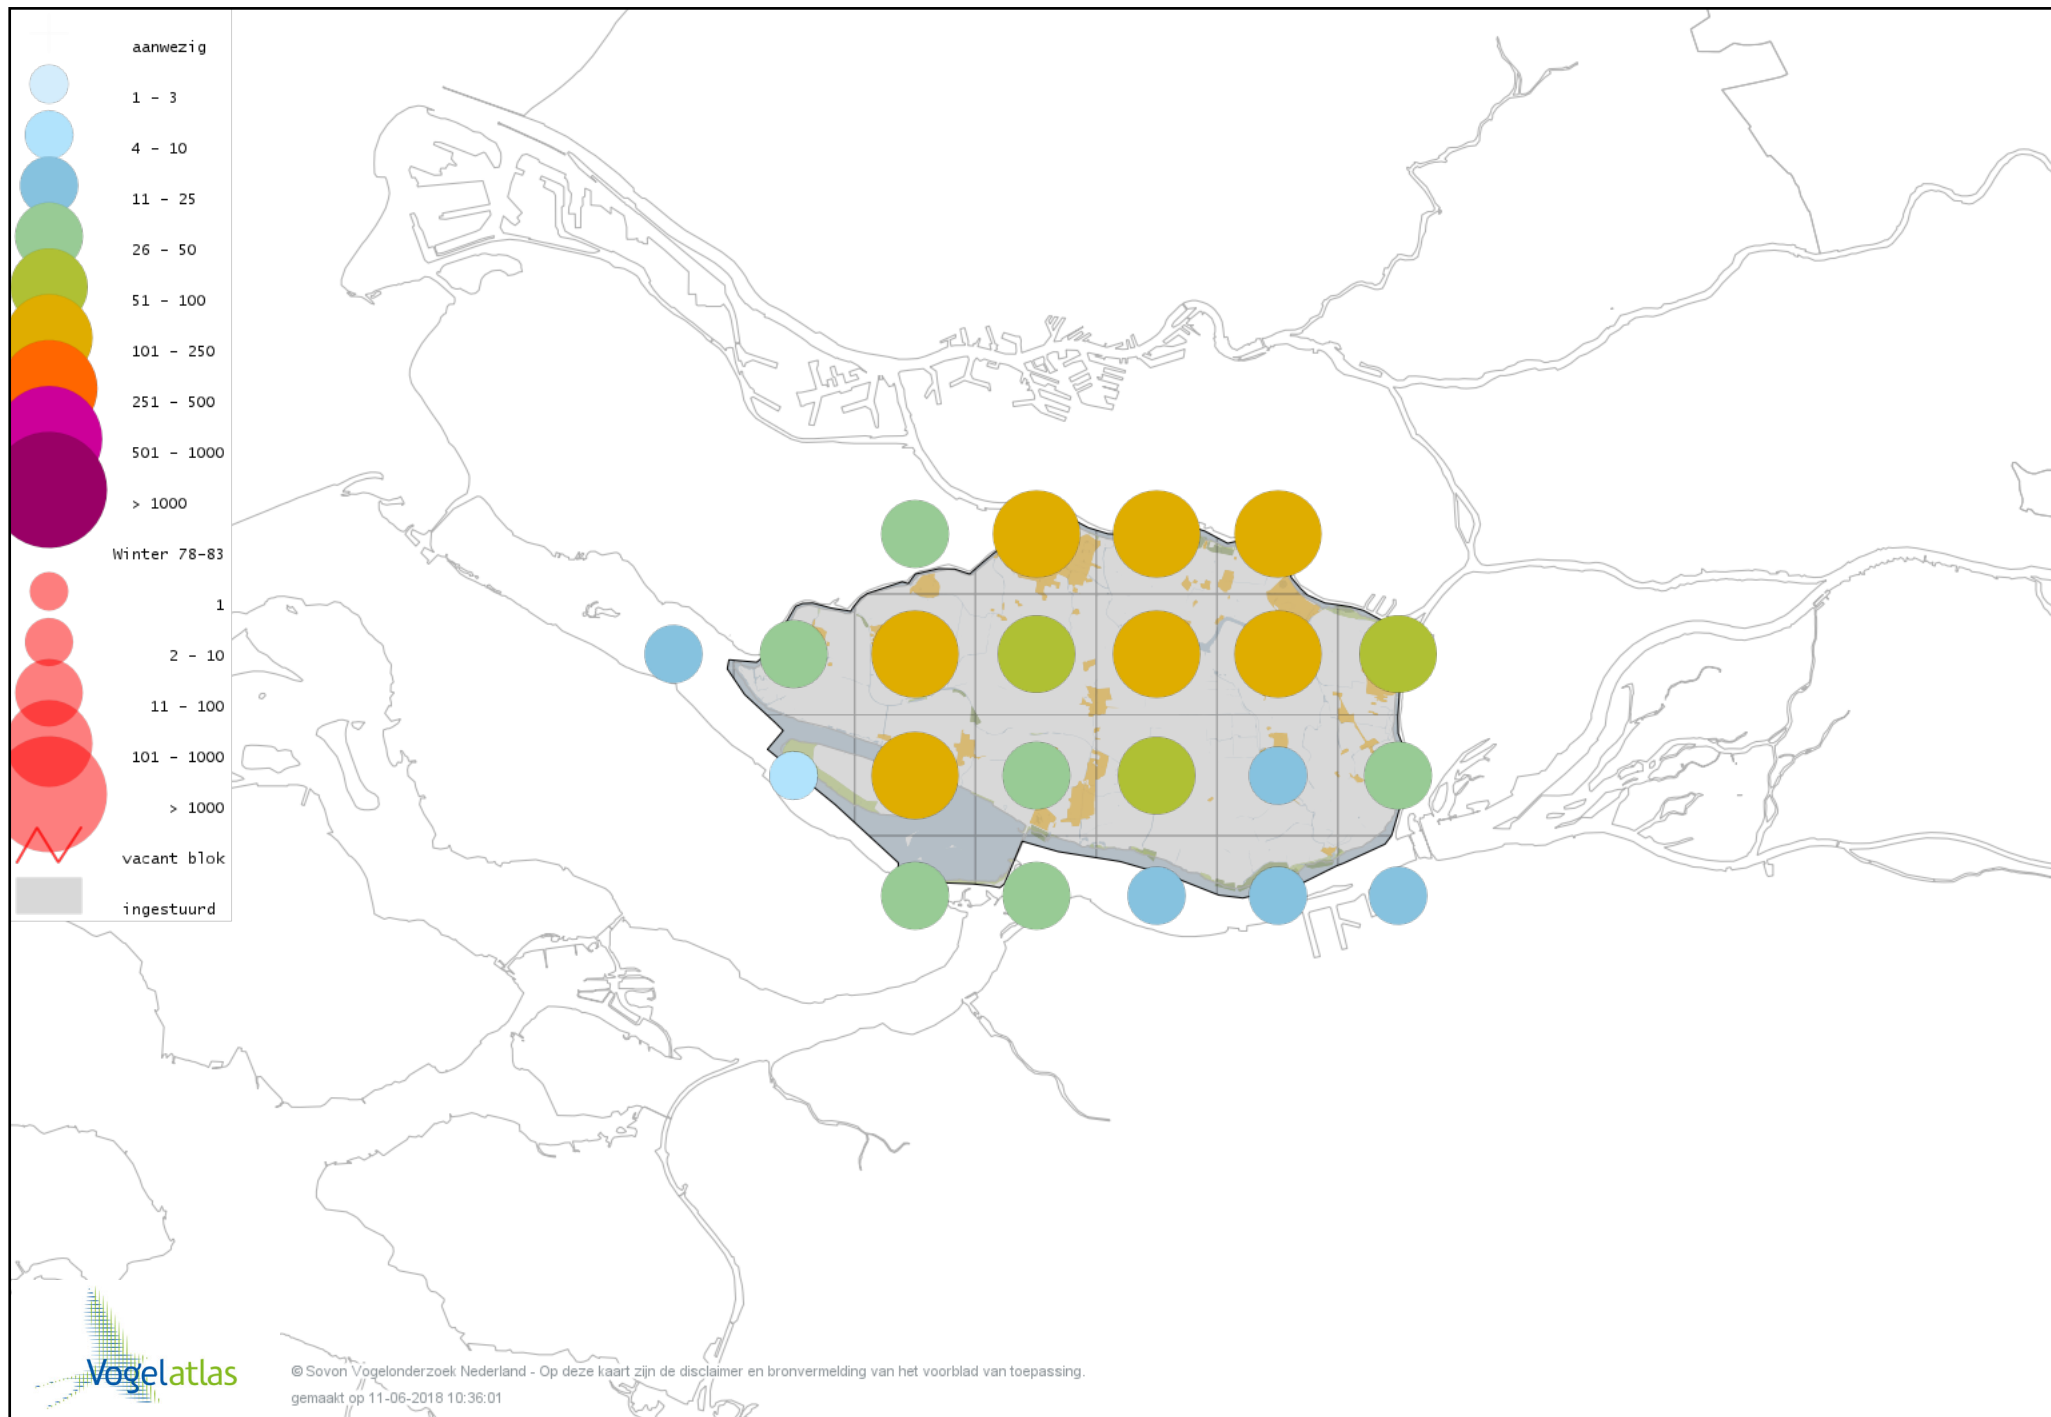 aanwezig
1 - 3
4 - 10
11 - 25
26 - 50
51 - 100
101 - 250
251 - 500
501 - 1000
> 1000
Winter 78-83
1
2 - 10
11 - 100
101 - 1000
> 1000
vacant blok
ingestuurd
Vogelatlas
© Sovon Vogelonderzoek Nederland - Op deze kaart zijn de disclaimer en bronvermelding van het voorblad van toepassing.
gemaakt op 11-06-2018 10:36:01